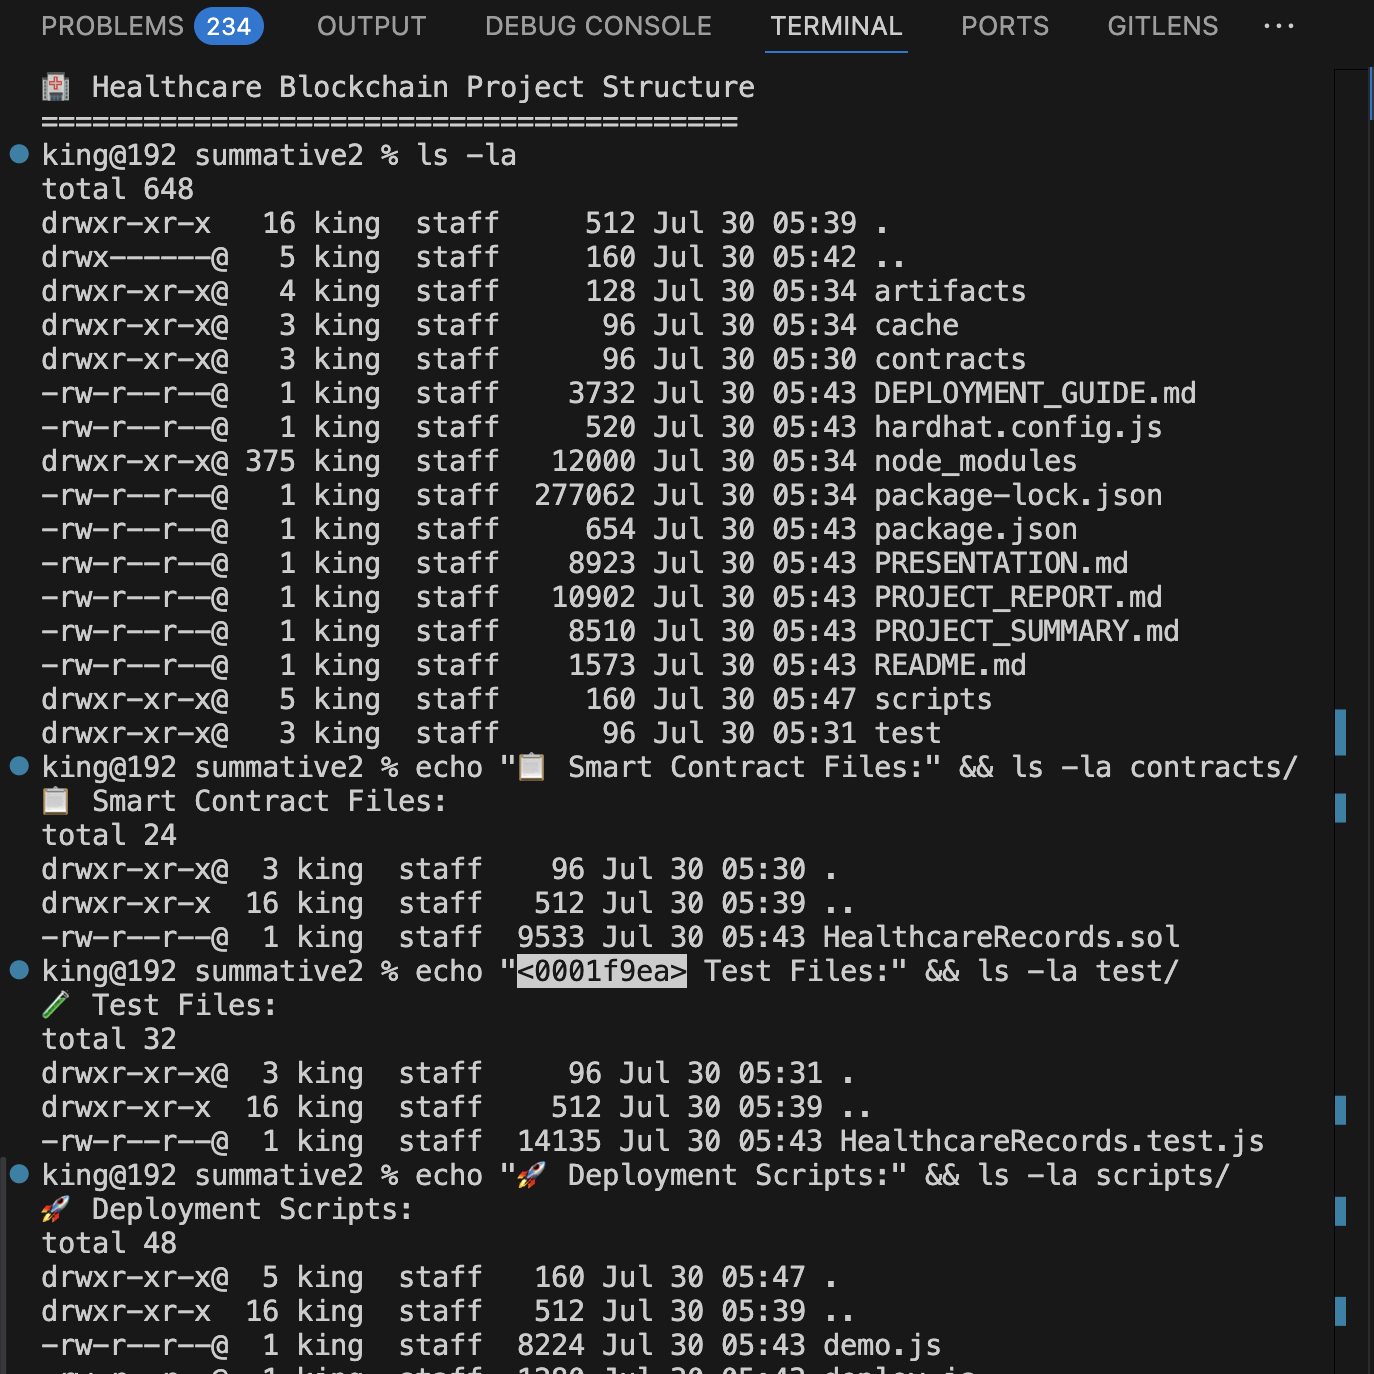 PROBLEMS 234 OUTPUT DEBUG CONSOLE TERMINAL PORTS GITLENS ···
🏥 Healthcare Blockchain Project Structure
=========================================
king@192 summative2 % ls -la
total 648
drwxr-xr-x   16 king  staff     512 Jul 30 05:39 .
drwx------@   5 king  staff     160 Jul 30 05:42 ..
drwxr-xr-x@   4 king  staff     128 Jul 30 05:34 artifacts
drwxr-xr-x@   3 king  staff      96 Jul 30 05:34 cache
drwxr-xr-x@   3 king  staff      96 Jul 30 05:30 contracts
-rw-r--r--@   1 king  staff    3732 Jul 30 05:43 DEPLOYMENT_GUIDE.md
-rw-r--r--@   1 king  staff     520 Jul 30 05:43 hardhat.config.js
drwxr-xr-x@ 375 king  staff   12000 Jul 30 05:34 node_modules
-rw-r--r--@   1 king  staff  277062 Jul 30 05:34 package-lock.json
-rw-r--r--@   1 king  staff     654 Jul 30 05:43 package.json
-rw-r--r--@   1 king  staff    8923 Jul 30 05:43 PRESENTATION.md
-rw-r--r--@   1 king  staff   10902 Jul 30 05:43 PROJECT_REPORT.md
-rw-r--r--@   1 king  staff    8510 Jul 30 05:43 PROJECT_SUMMARY.md
-rw-r--r--@   1 king  staff    1573 Jul 30 05:43 README.md
drwxr-xr-x@   5 king  staff     160 Jul 30 05:47 scripts
drwxr-xr-x@   3 king  staff      96 Jul 30 05:31 test
king@192 summative2 % echo "📋 Smart Contract Files:" && ls -la contracts/
📋 Smart Contract Files:
total 24
drwxr-xr-x@  3 king  staff    96 Jul 30 05:30 .
drwxr-xr-x  16 king  staff   512 Jul 30 05:39 ..
-rw-r--r--@  1 king  staff  9533 Jul 30 05:43 HealthcareRecords.sol
king@192 summative2 % echo "<0001f9ea> Test Files:" && ls -la test/
🧪 Test Files:
total 32
drwxr-xr-x@  3 king  staff     96 Jul 30 05:31 .
drwxr-xr-x  16 king  staff    512 Jul 30 05:39 ..
-rw-r--r--@  1 king  staff  14135 Jul 30 05:43 HealthcareRecords.test.js
king@192 summative2 % echo "🚀 Deployment Scripts:" && ls -la scripts/
🚀 Deployment Scripts:
total 48
drwxr-xr-x@  5 king  staff   160 Jul 30 05:47 .
drwxr-xr-x  16 king  staff   512 Jul 30 05:39 ..
-rw-r--r--@  1 king  staff  8224 Jul 30 05:43 demo.js